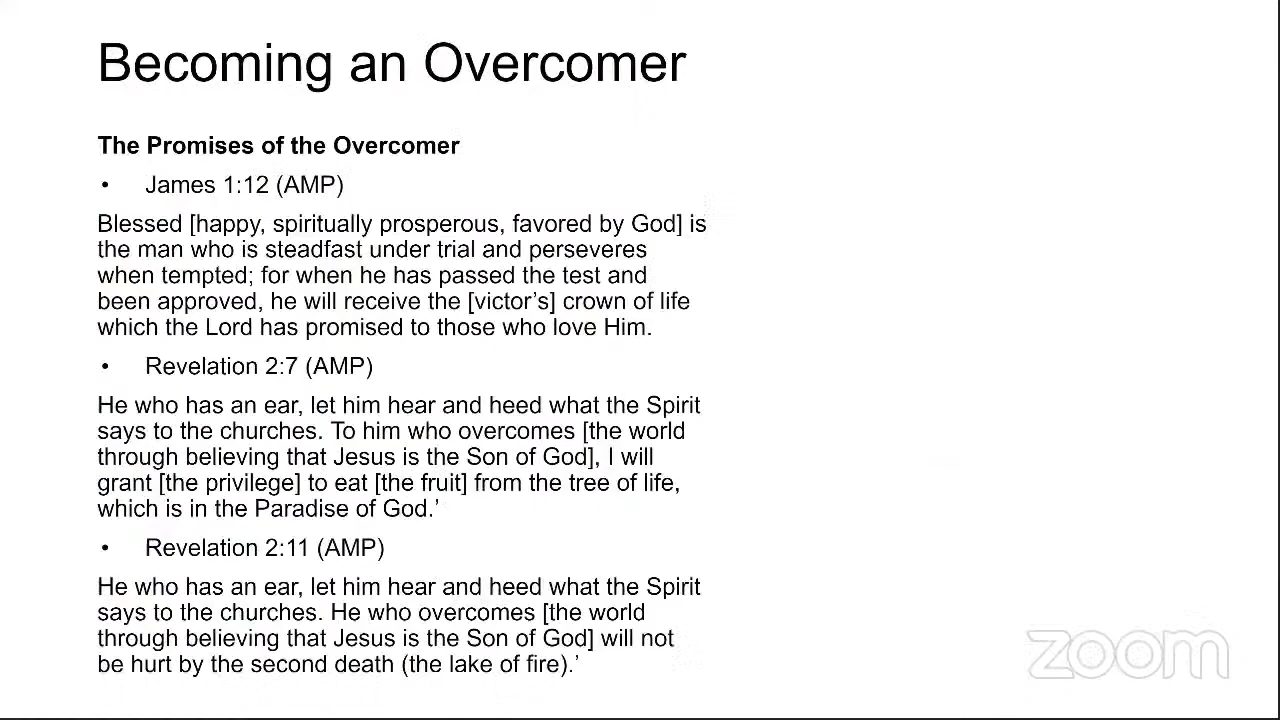 Becoming an Overcomer
The Promises of the Overcomer
• James 1:12 (AMP)
Blessed [happy, spiritually prosperous, favored by God] is
the man who is steadfast under trial and perseveres
when tempted; for when he has passed the test and
been approved, he will receive the [victor’s] crown of life
which the Lord has promised to those who love Him.
• Revelation 2:7 (AMP)
He who has an ear, let him hear and heed what the Spirit
says to the churches. To him who overcomes [the world
through believing that Jesus is the Son of God], I will
grant [the privilege] to eat [the fruit] from the tree of life,
which is in the Paradise of God.’
• Revelation 2:11 (AMP)
He who has an ear, let him hear and heed what the Spirit
says to the churches. He who overcomes [the world
through believing that Jesus is the Son of God] will not
be hurt by the second death (the lake of fire).’
zoom